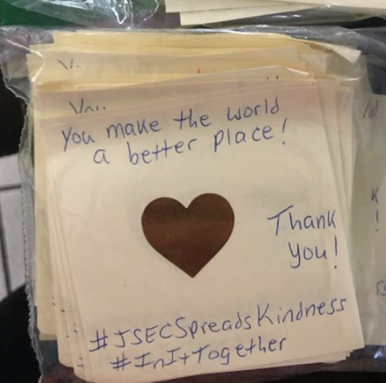 You make the world
a better place!
Thank
you!
#JSECSpreadsKindness
#InItTogether